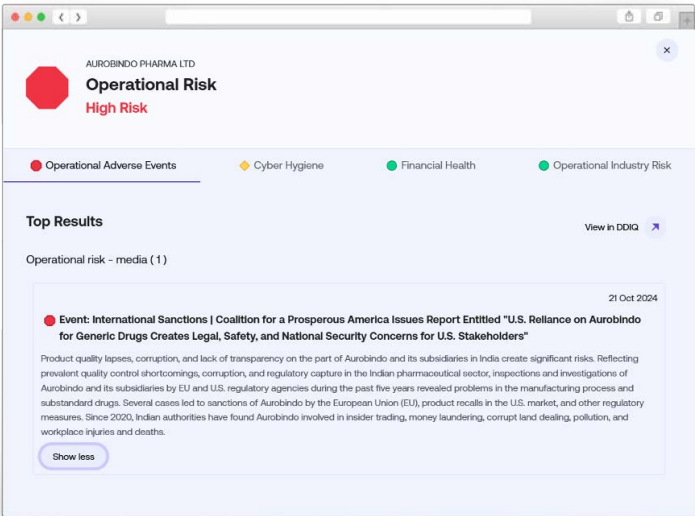 AUROBINDO PHARMA LTD
Operational Risk
High Risk
Operational Adverse Events
Cyber Hygiene
Financial Health
Operational Industry Risk
Top Results
View in DDIQ
Operational risk - media ( 1 )
21 Oct 2024
Event: International Sanctions | Coalition for a Prosperous America Issues Report Entitled "U.S. Reliance on Aurobindo
for Generic Drugs Creates Legal, Safety, and National Security Concerns for U.S. Stakeholders"
Product quality lapses, corruption, and lack of transparency on the part of Aurobindo and its subsidiaries in India create significant risks. Reflecting
prevalent quality control shortcomings, corruption, and regulatory capture in the Indian pharmaceutical sector, inspections and investigations of
Aurobindo and its subsidiaries by EU and U.S. regulatory agencies during the past five years revealed problems in the manufacturing process and
substandard drugs. Several cases led to sanctions of Aurobindo by the European Union (EU), product recalls in the U.S. market, and other regulatory
measures. Since 2020, Indian authorities have found Aurobindo involved in insider trading, money laundering, corrupt land dealing, pollution, and
workplace injuries and deaths.
Show less